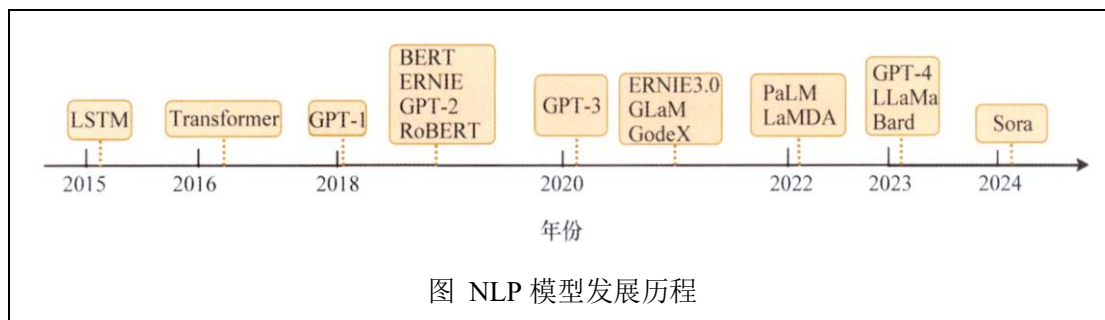 LSTM
Transformer
GPT-1
BERT
ERNIE
GPT-2
RoBERT
GPT-3
ERNIE3.0
GLaM
GodeX
PaLM
LaMDA
GPT-4
LLaMa
Bard
Sora
2015
2016
2018
2020
2022
2023
2024
年份
图 NLP 模型发展历程